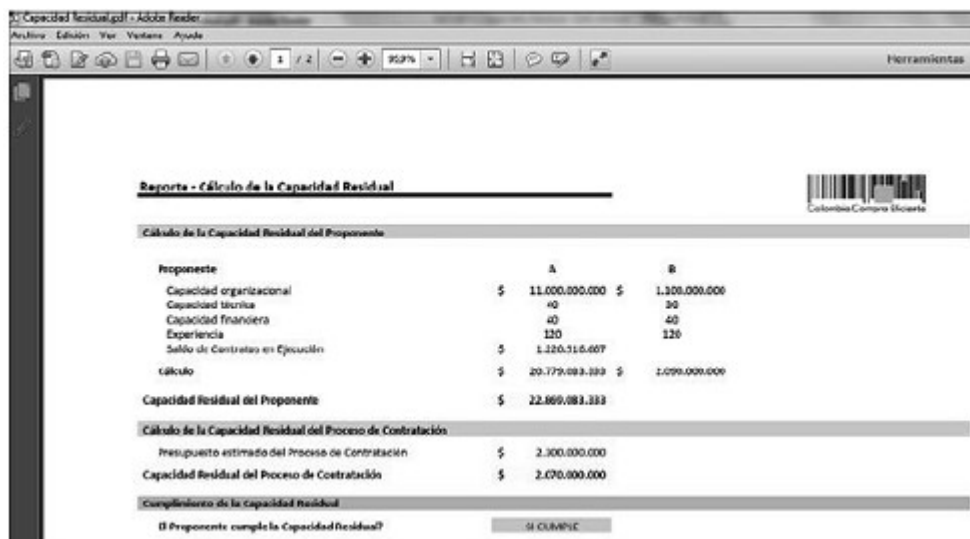 Capacidad Residual.pdf - Adobe Reader
Archivo Edición Ver Ventana Ayuda
1 / 2 95,9% Herramientas
Reporte - Cálculo de la Capacidad Residual
Colombia Compra Eficiente
Cálculo de la Capacidad Residual del Proponente
Proponente A B
Capacidad organizacional $ 11.000.000.000 $ 1.100.000.000
Capacidad técnica 40 30
Capacidad financiera 40 40
Experiencia 120 120
Saldo de Contratos en Ejecución $
Cálculo $ 20.779.083.333 $ 2.090.000.000
Capacidad Residual del Proponente $ 22.869.083.333
Cálculo de la Capacidad Residual del Proceso de Contratación
Presupuesto estimado del Proceso de Contratación $ 2.300.000.000
Capacidad Residual del Proceso de Contratación $ 2.070.000.000
Cumplimiento de la Capacidad Residual
El Proponente cumple la Capacidad Residual? SI CUMPLE